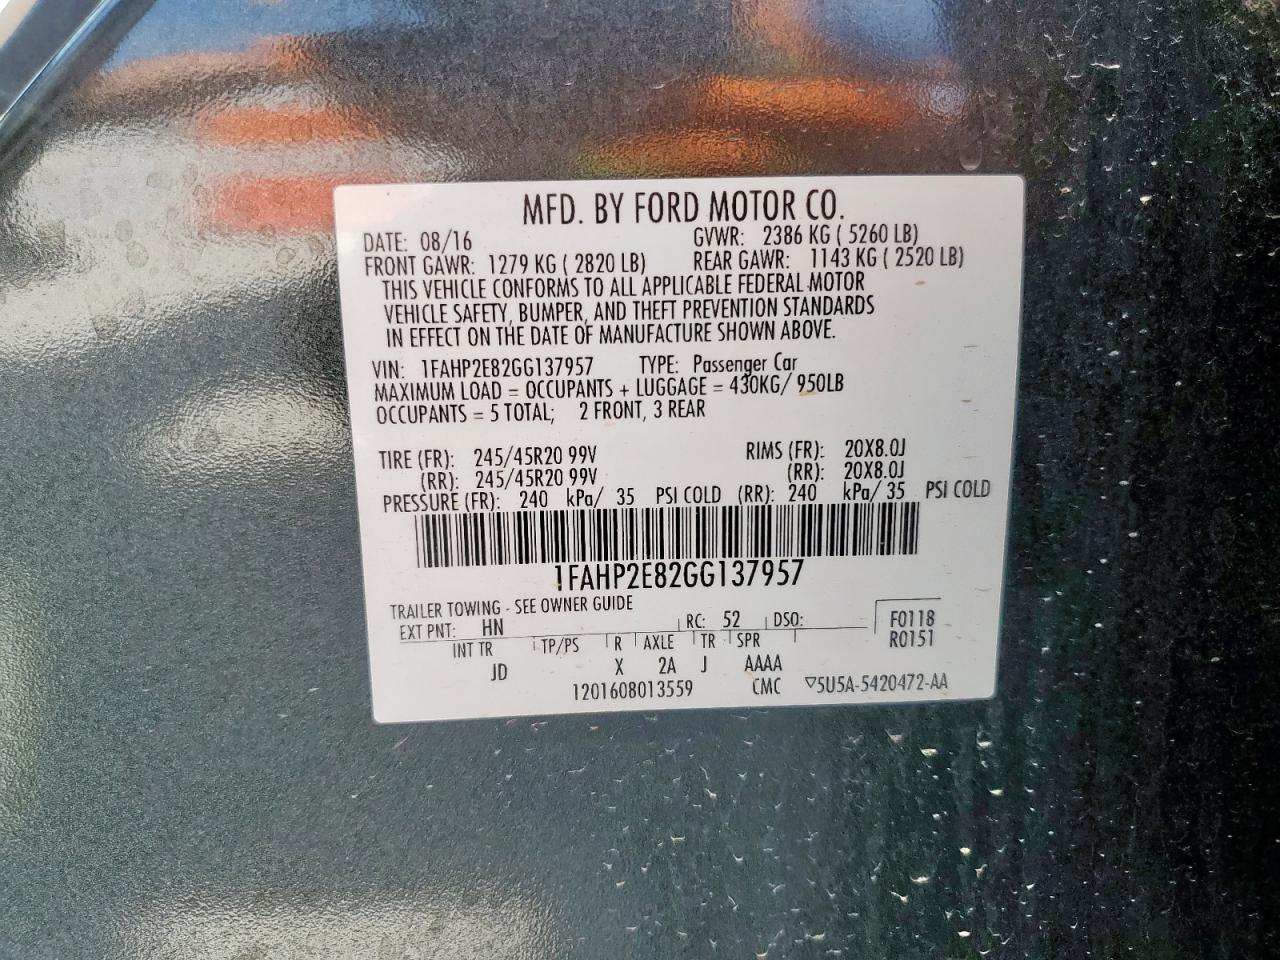 MFD. BY FORD MOTOR CO.
DATE: 08/16 GVWR: 2386 KG ( 5260 LB)
FRONT GAWR: 1279 KG ( 2820 LB) REAR GAWR: 1143 KG ( 2520 LB)
THIS VEHICLE CONFORMS TO ALL APPLICABLE FEDERAL MOTOR
VEHICLE SAFETY, BUMPER, AND THEFT PREVENTION STANDARDS
IN EFFECT ON THE DATE OF MANUFACTURE SHOWN ABOVE.
VIN: 1FAHP2E82GG137957 TYPE: Passenger Car
MAXIMUM LOAD = OCCUPANTS + LUGGAGE = 430KG/ 950LB
OCCUPANTS = 5 TOTAL; 2 FRONT, 3 REAR
TIRE (FR): 245/45R20 99V RIMS (FR): 20X8.0J
(RR): 245/45R20 99V (RR): 20X8.0J
PRESSURE (FR): 240 kPa/ 35 PSI COLD (RR): 240 kPa/ 35 PSI COLD
1FAHP2E82GG137957
TRAILER TOWING - SEE OWNER GUIDE
EXT PNT: HN RC: 52 DSO: F0118
R0151
INT TR TP/PS R AXLE TR SPR
JD X 2A J AAAA
1201608013559 CMC ▽5U5A-5420472-AA